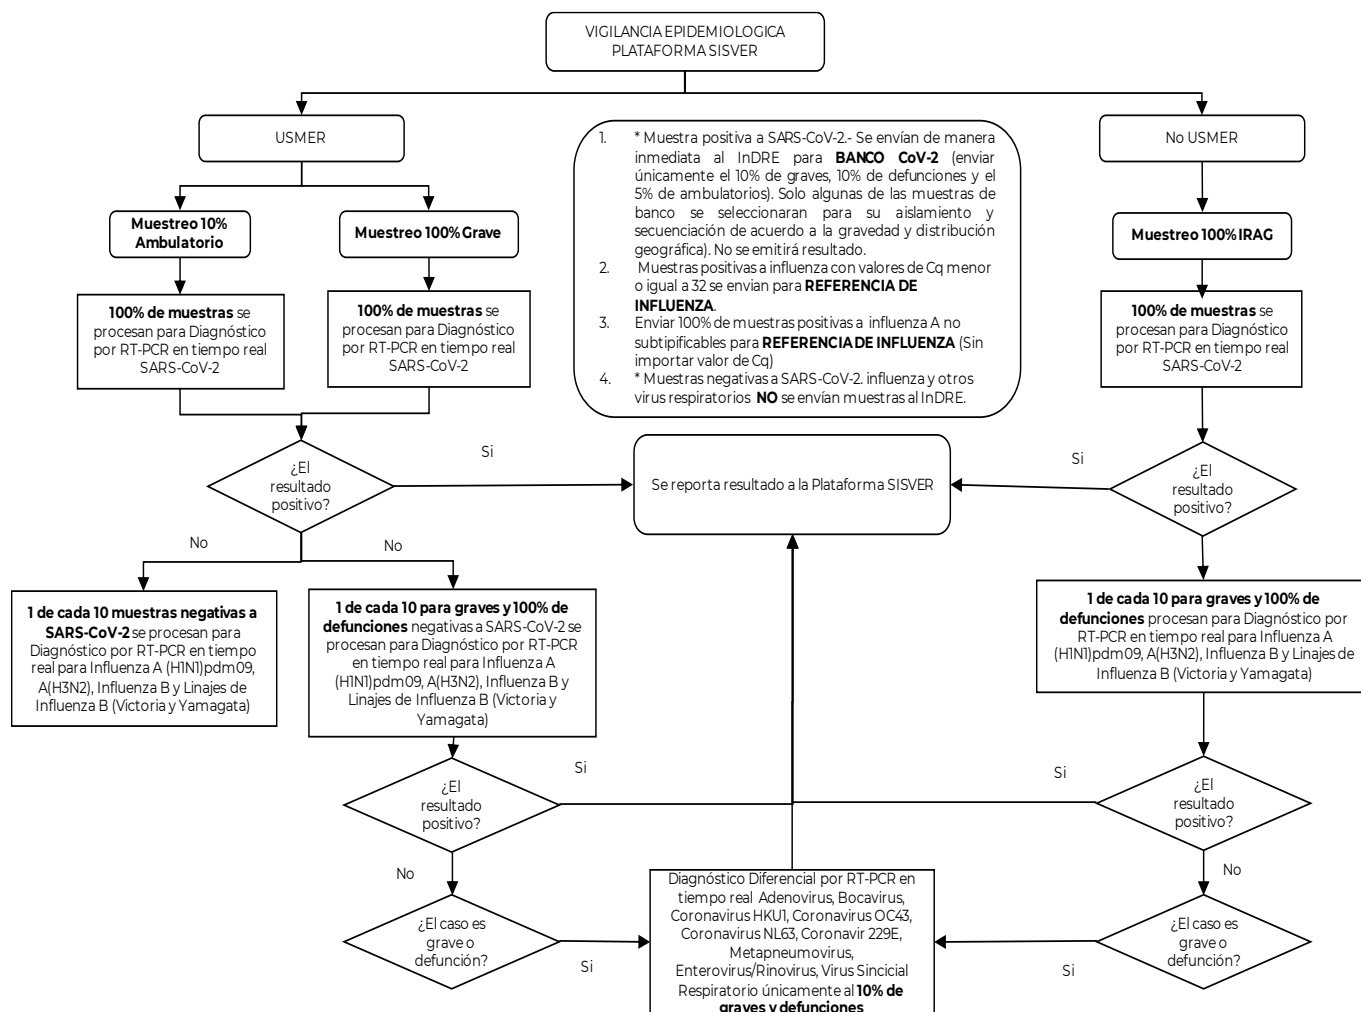 VIGILANCIA EPIDEMIOLOGICA
PLATAFORMA SISVER
USMER
No USMER
1. * Muestra positiva a SARS-CoV-2.- Se envían de manera
inmediata al InDRE para BANCO CoV-2 (enviar
únicamente el 10% de graves, 10% de defunciones y el
5% de ambulatorios). Solo algunas de las muestras de
banco se seleccionaran para su aislamiento y
secuenciación de acuerdo a la gravedad y distribución
geográfica). No se emitirá resultado.
2. Muestras positivas a influenza con valores de Cq menor
o igual a 32 se envian para REFERENCIA DE
INFLUENZA.
3. Enviar 100% de muestras positivas a influenza A no
subtipificables para REFERENCIA DE INFLUENZA (Sin
importar valor de Cq)
4. * Muestras negativas a SARS-CoV-2. influenza y otros
virus respiratorios NO se envían muestras al InDRE.
Muestreo 10%
Ambulatorio
Muestreo 100% Grave
Muestreo 100% IRAG
100% de muestras se
procesan para Diagnóstico
por RT-PCR en tiempo real
SARS-CoV-2
100% de muestras se
procesan para Diagnóstico
por RT-PCR en tiempo real
SARS-CoV-2
100% de muestras se
procesan para Diagnóstico
por RT-PCR en tiempo real
SARS-CoV-2
¿El
resultado
positivo?
Si
Se reporta resultado a la Plataforma SISVER
Si
¿El
resultado
positivo?
No
No
1 de cada 10 muestras negativas a
SARS-CoV-2 se procesan para
Diagnóstico por RT-PCR en tiempo
real para Influenza A (H1N1)pdm09,
A(H3N2), Influenza B y Linajes de
Influenza B (Victoria y Yamagata)
1 de cada 10 para graves y 100% de
defunciones negativas a SARS-CoV-2 se
procesan para Diagnóstico por RT-PCR
en tiempo real para Influenza A
(H1N1)pdm09, A(H3N2), Influenza B y
Linajes de Influenza B (Victoria y
Yamagata)
1 de cada 10 para graves y 100% de
defunciones procesan para Diagnóstico por
RT-PCR en tiempo real para Influenza A
(H1N1)pdm09, A(H3N2), Influenza B y Linajes de
Influenza B (Victoria y Yamagata)
¿El
resultado
positivo?
Si
Si
¿El
resultado
positivo?
No
No
¿El caso es
grave o
defunción?
Si
Diagnóstico Diferencial por RT-PCR en
tiempo real Adenovirus, Bocavirus,
Coronavirus HKU1, Coronavirus OC43,
Coronavirus NL63, Coronavir 229E,
Metapneumovirus,
Enterovirus/Rinovirus, Virus Sincicial
Respiratorio únicamente al 10% de
graves y defunciones
Si
¿El caso es
grave o
defunción?